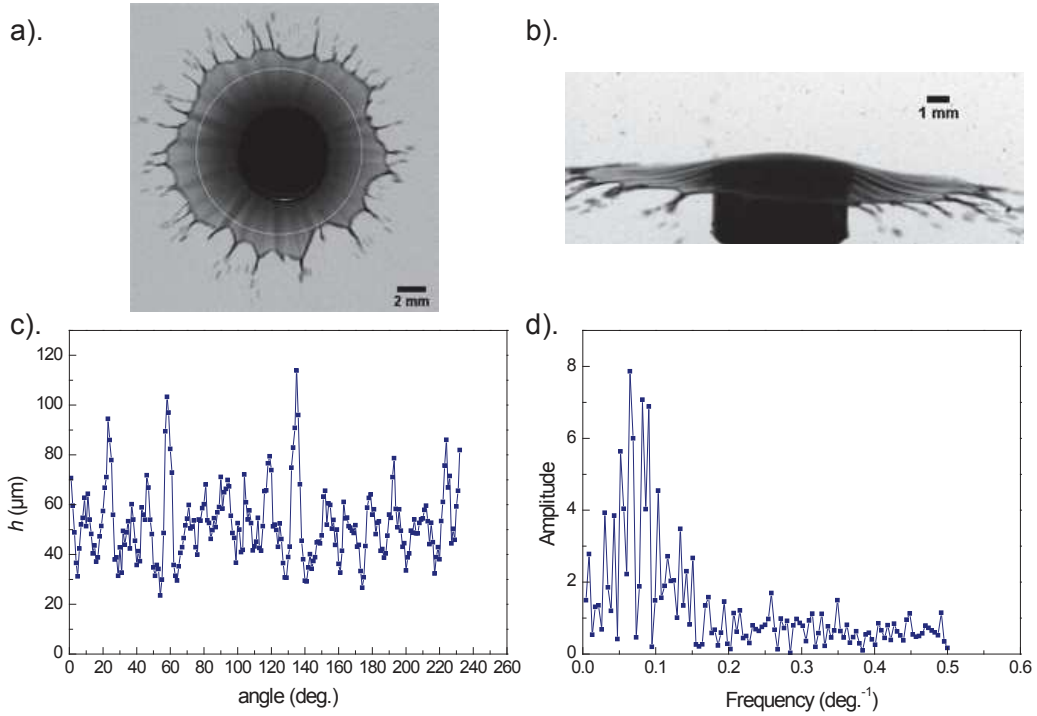 a).
b).
2 mm
1 mm
c).
d).
h (µm)
120
100
80
60
40
20
0
0 20 40 60 80 100 120 140 160 180 200 220 240 260
angle (deg.)
Amplitude
8
6
4
2
0
0.0 0.1 0.2 0.3 0.4 0.5 0.6
Frequency (deg.⁻¹)